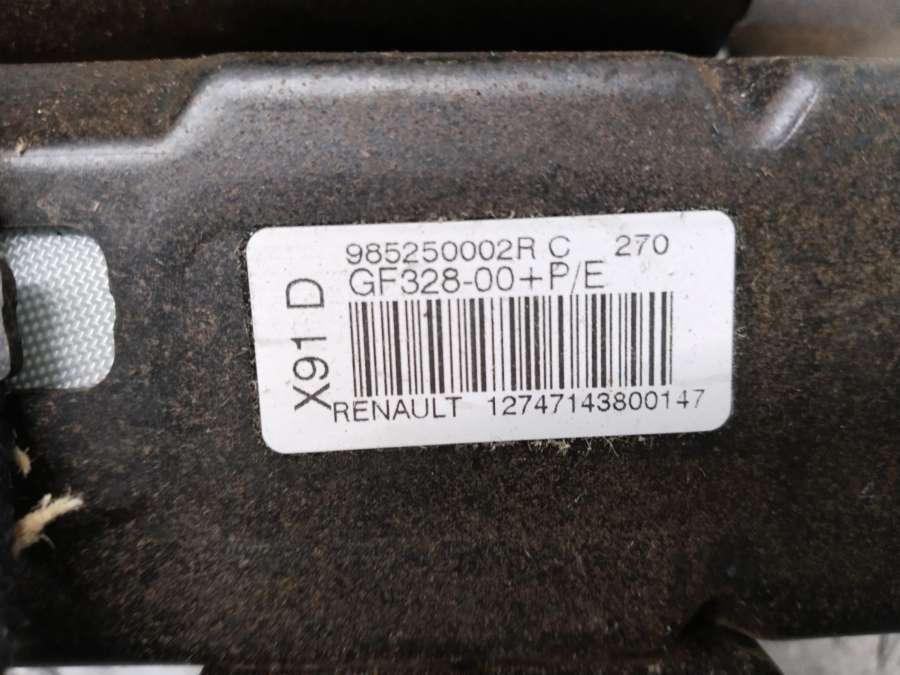 985250002R C 270
GF328-00+P/E
X91 D
RENAULT 12747143800147